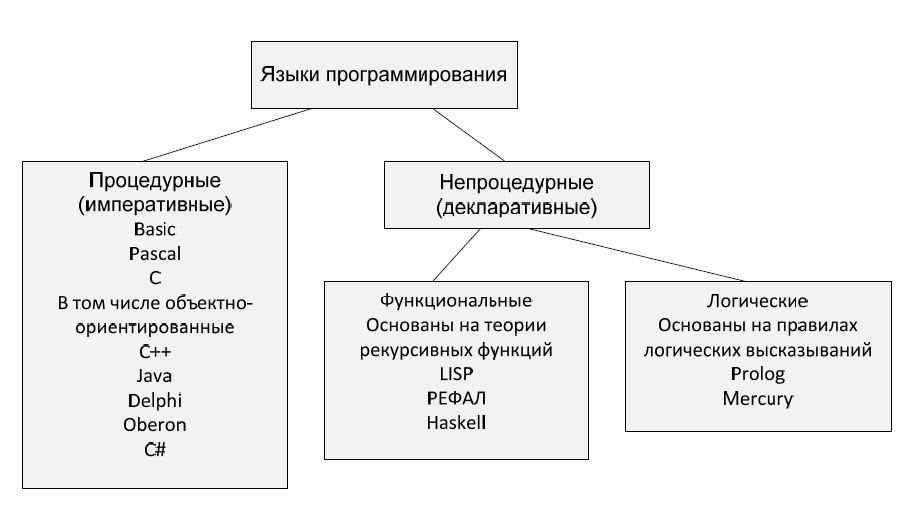 Языки программирования
Процедурные
(императивные)
Basic
Pascal
C
В том числе объектно-
ориентированные
C++
Java
Delphi
Oberon
C#
Непроцедурные
(декларативные)
Функциональные
Основаны на теории
рекурсивных функций
LISP
РЕФАЛ
Haskell
Логические
Основаны на правилах
логических высказываний
Prolog
Mercury